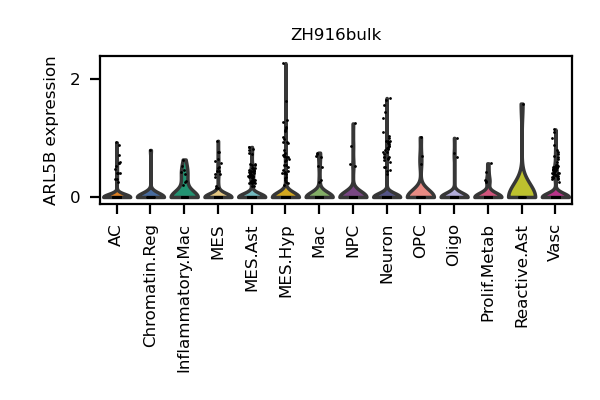 ZH916bulk
ARL5B expression
2
0
AC
Chromatin.Reg
Inflammatory.Mac
MES
MES.Ast
MES.Hyp
Mac
NPC
Neuron
OPC
Oligo
Prolif.Metab
Reactive.Ast
Vasc